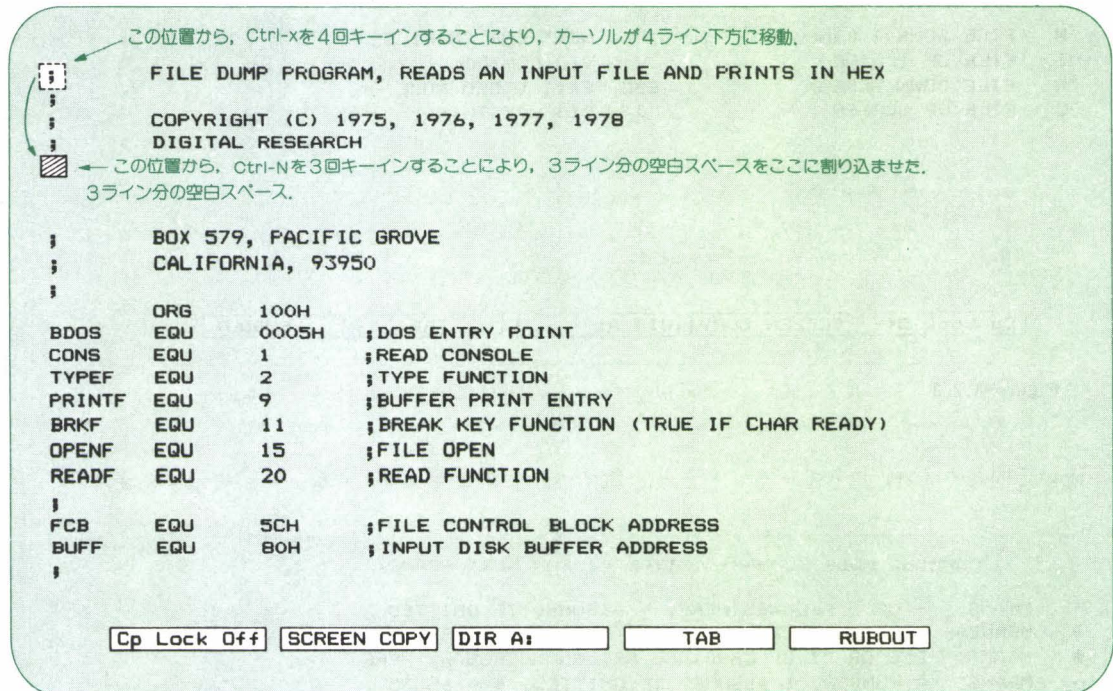 この位置から,Ctrl-xを4回キーインすることにより,カーソルが4ライン下方に移動.
; FILE DUMP PROGRAM, READS AN INPUT FILE AND PRINTS IN HEX
;
; COPYRIGHT (C) 1975, 1976, 1977, 1978
; DIGITAL RESEARCH
この位置から,Ctrl-Nを3回キーインすることにより,3ライン分の空白スペースをここに割り込ませた.
3ライン分の空白スペース.
; BOX 579, PACIFIC GROVE
; CALIFORNIA, 93950
;
ORG 100H
BDOS EQU 0005H ;DOS ENTRY POINT
CONS EQU 1 ;READ CONSOLE
TYPEF EQU 2 ;TYPE FUNCTION
PRINTF EQU 9 ;BUFFER PRINT ENTRY
BRKF EQU 11 ;BREAK KEY FUNCTION (TRUE IF CHAR READY)
OPENF EQU 15 ;FILE OPEN
READF EQU 20 ;READ FUNCTION
;
FCB EQU 5CH ;FILE CONTROL BLOCK ADDRESS
BUFF EQU 80H ;INPUT DISK BUFFER ADDRESS
;
Cp Lock Off SCREEN COPY DIR A: TAB RUBOUT